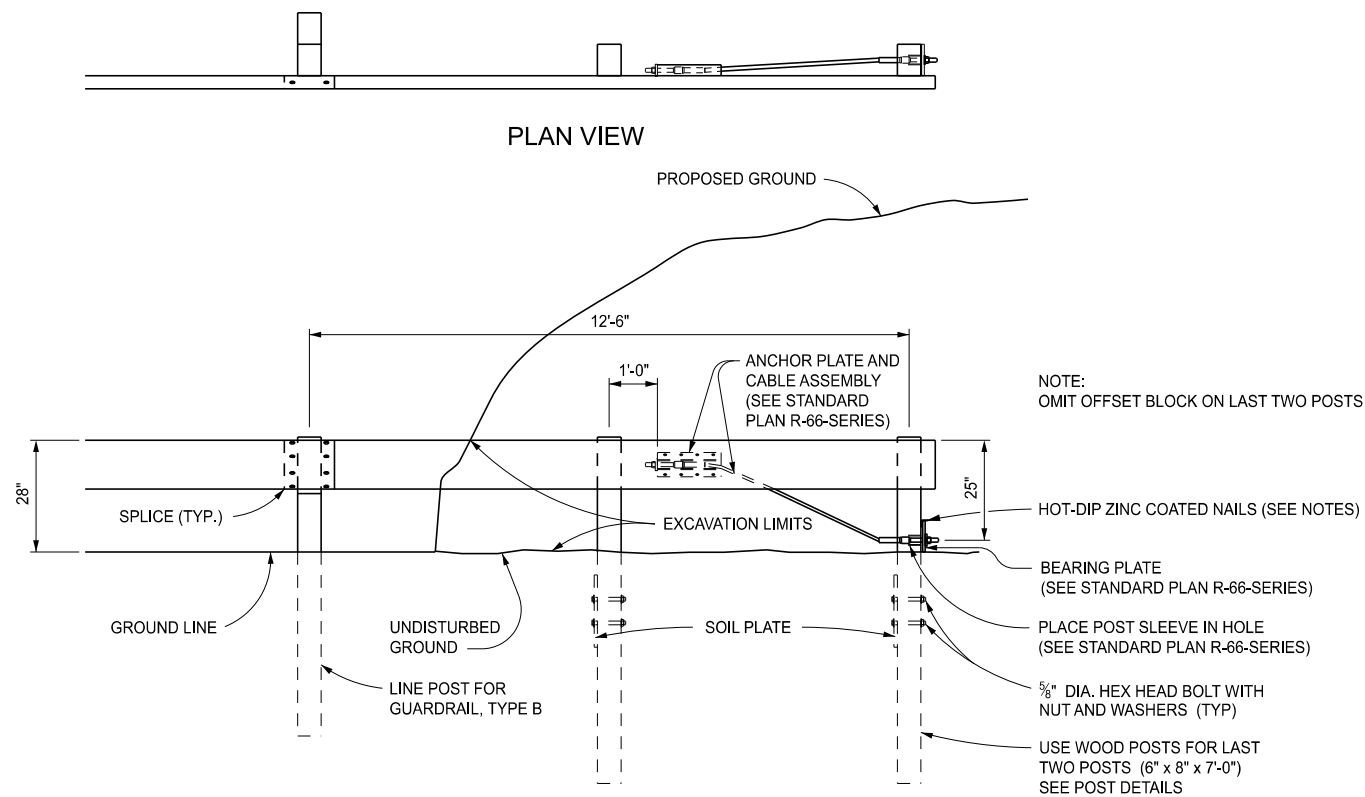 PLAN VIEW
PROPOSED GROUND
12'-6"
1'-0"
ANCHOR PLATE AND
CABLE ASSEMBLY
(SEE STANDARD
PLAN R-66-SERIES)
NOTE:
OMIT OFFSET BLOCK ON LAST TWO POSTS
28"
25"
SPLICE (TYP.)
EXCAVATION LIMITS
HOT-DIP ZINC COATED NAILS (SEE NOTES)
BEARING PLATE
(SEE STANDARD PLAN R-66-SERIES)
GROUND LINE
UNDISTURBED
GROUND
SOIL PLATE
PLACE POST SLEEVE IN HOLE
(SEE STANDARD PLAN R-66-SERIES)
LINE POST FOR
GUARDRAIL, TYPE B
⅝" DIA. HEX HEAD BOLT WITH
NUT AND WASHERS (TYP)
USE WOOD POSTS FOR LAST
TWO POSTS (6" x 8" x 7'-0")
SEE POST DETAILS